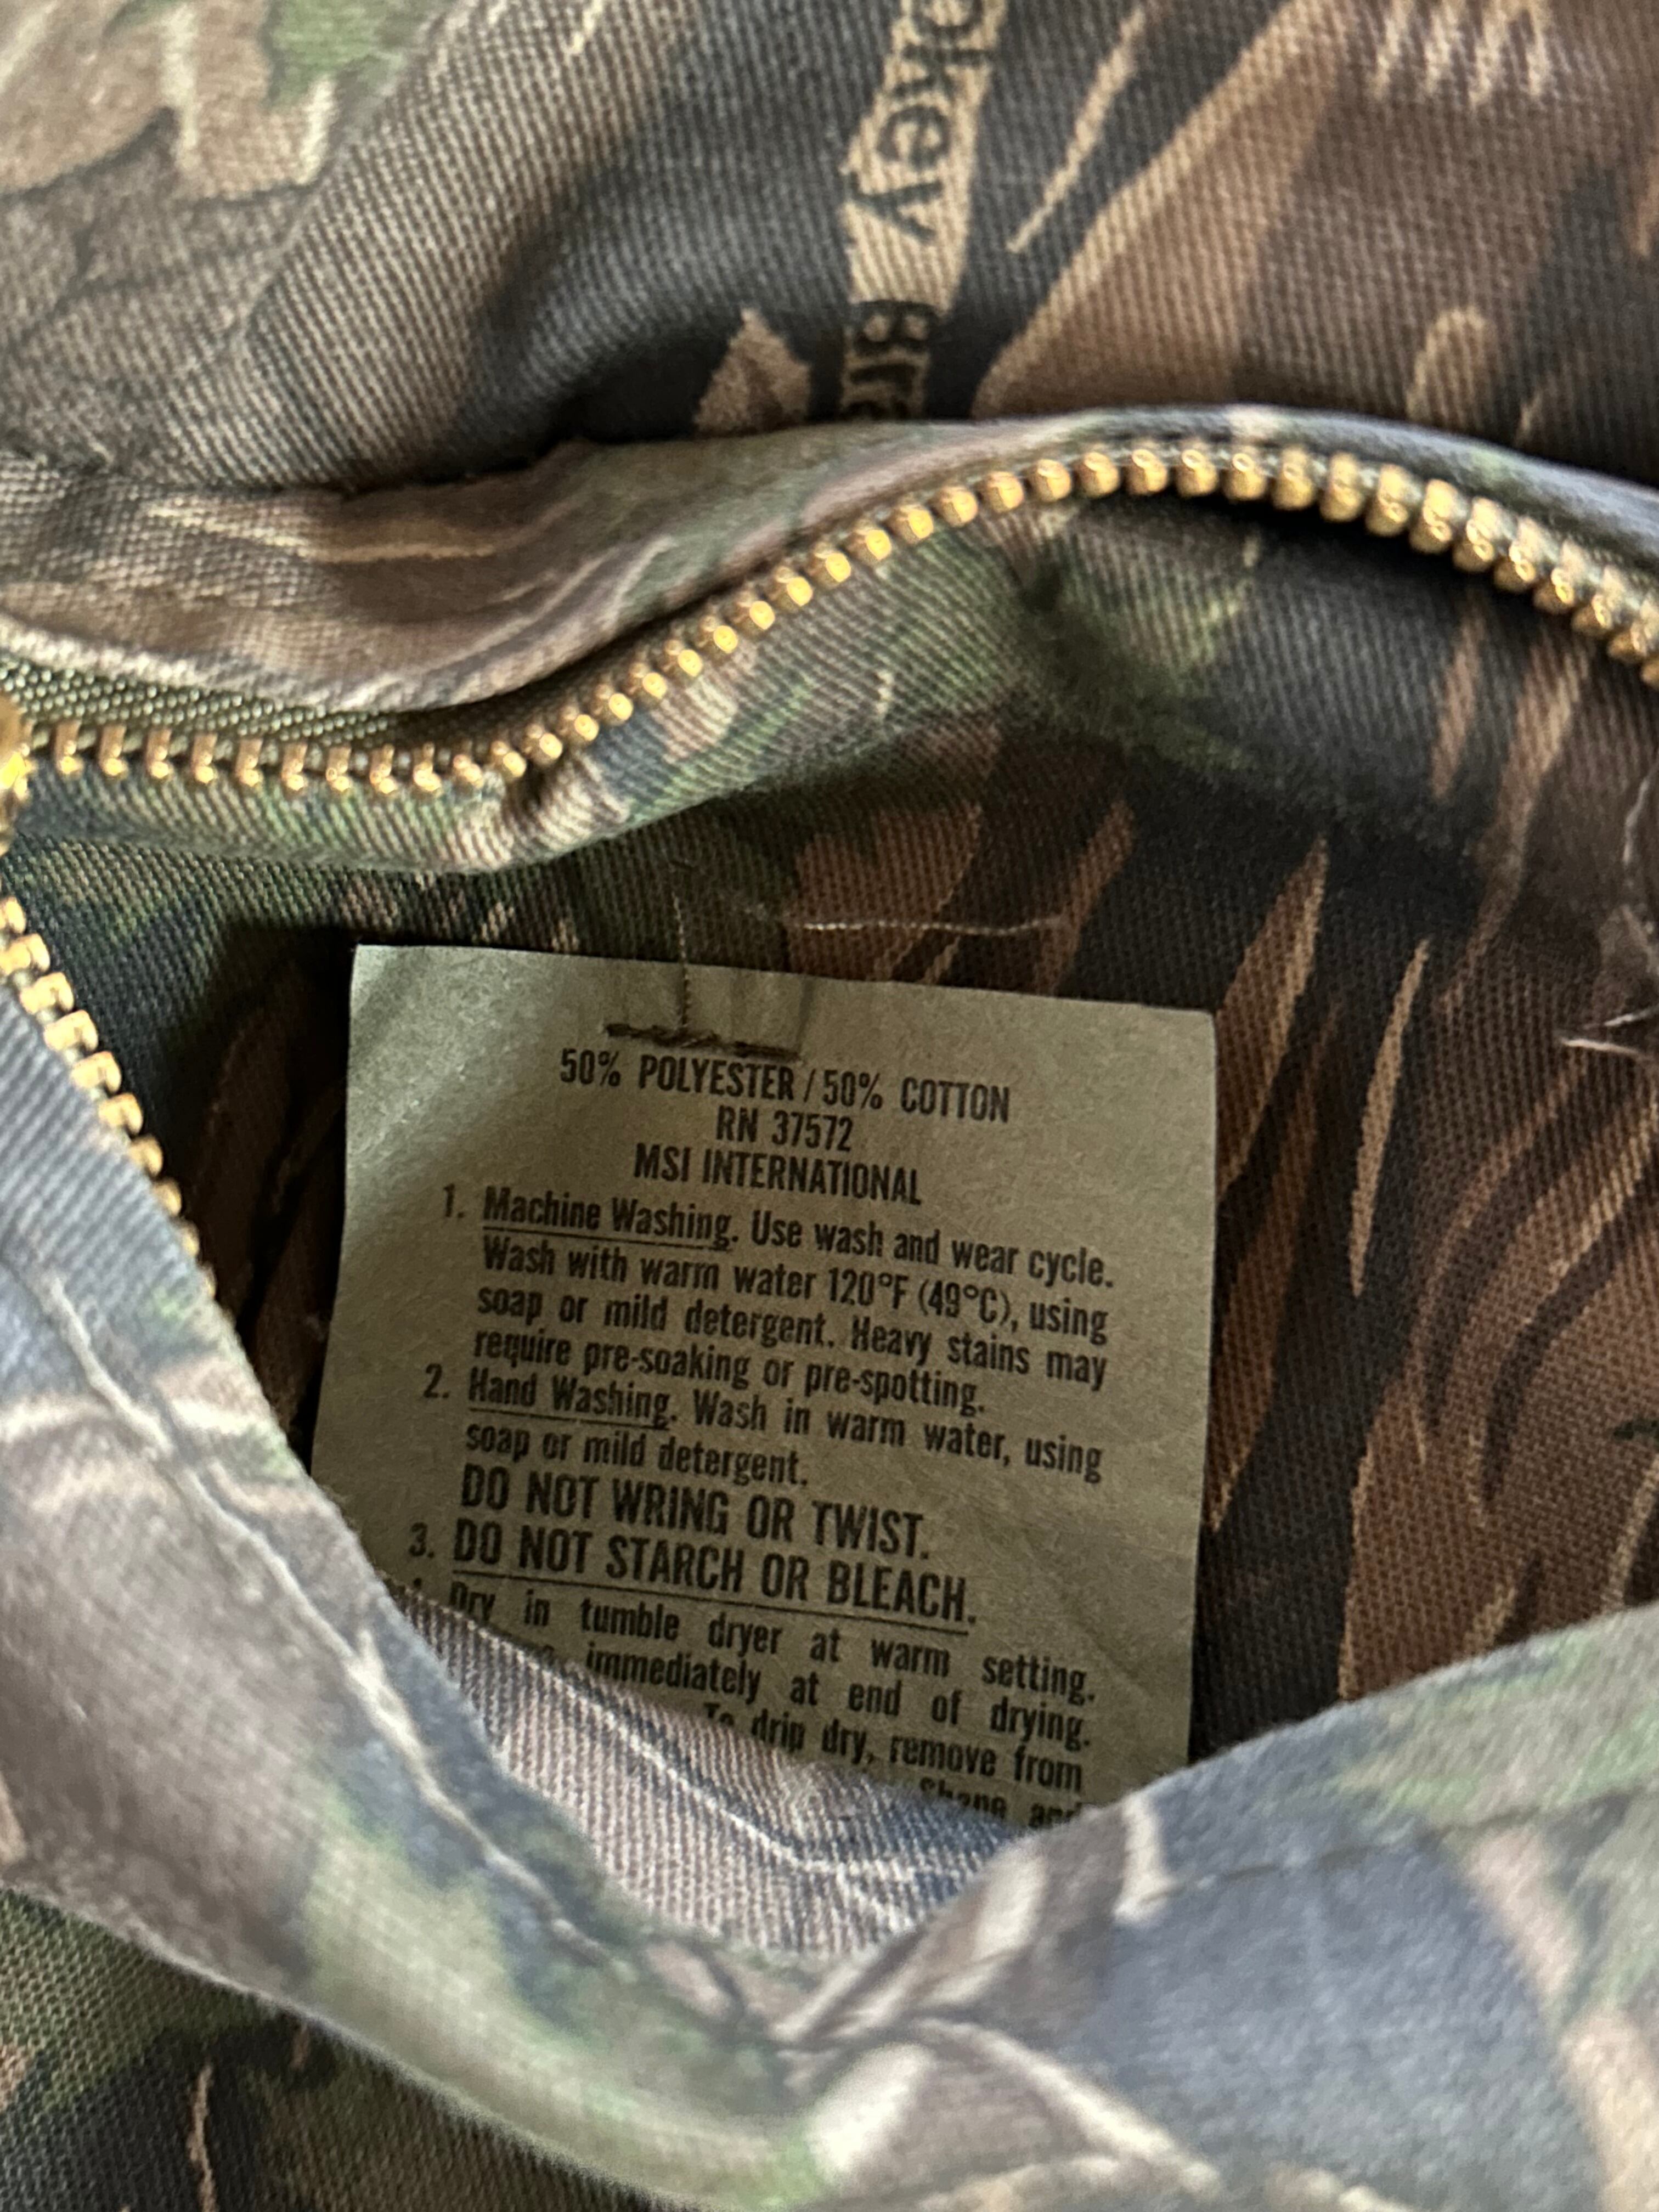 okey
Bre
50% POLYESTER / 50% COTTON
RN 37572
MSI INTERNATIONAL
1. Machine Washing. Use wash and wear cycle.
Wash with warm water 120°F (49°C), using
soap or mild detergent. Heavy stains may
require pre-soaking or pre-spotting.
2. Hand Washing. Wash in warm water, using
soap or mild detergent.
DO NOT WRING OR TWIST.
3. DO NOT STARCH OR BLEACH.
Dry in tumble dryer at warm setting.
immediately at end of drying.
To drip dry, remove from
Shape and